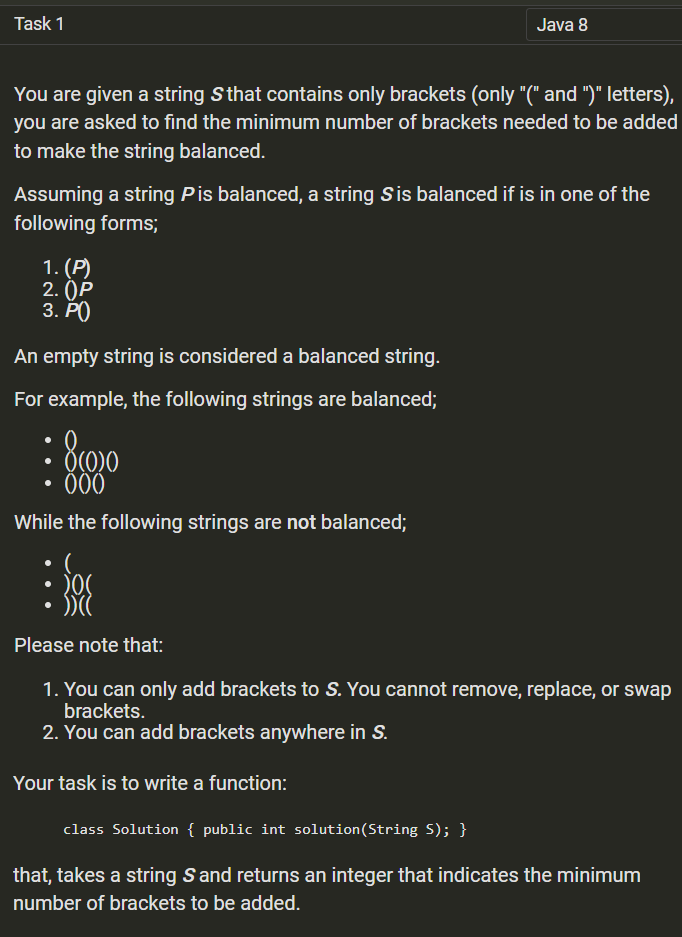 Task 1
Java 8
You are given a string S that contains only brackets (only "(" and ")" letters),
you are asked to find the minimum number of brackets needed to be added
to make the string balanced.
Assuming a string P is balanced, a string S is balanced if is in one of the
following forms;
1. (P)
2. ()P
3. P()
An empty string is considered a balanced string.
For example, the following strings are balanced;
• ()
• ()(())()
• ()()()
While the following strings are not balanced;
• (
• )()(
• ))((
Please note that:
1. You can only add brackets to S. You cannot remove, replace, or swap
brackets.
2. You can add brackets anywhere in S.
Your task is to write a function:
class Solution { public int solution(String S); }
that, takes a string S and returns an integer that indicates the minimum
number of brackets to be added.